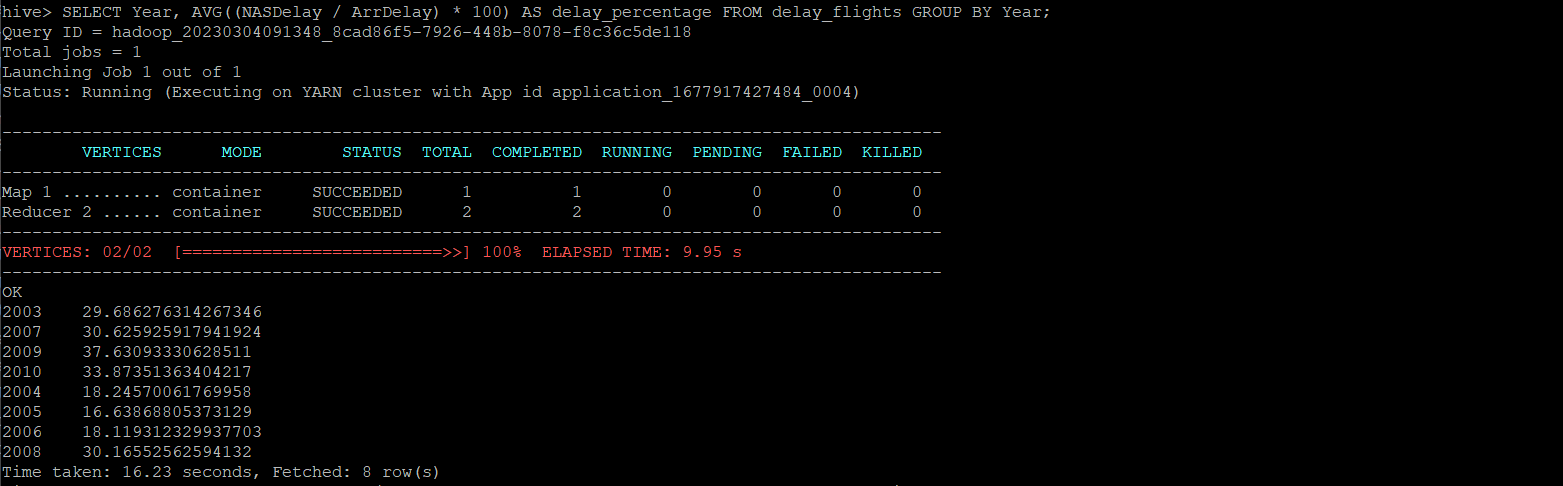 hive> SELECT Year, AVG((NASDelay / ArrDelay) * 100) AS delay_percentage FROM delay_flights GROUP BY Year;
Query ID = hadoop_20230304091348_8cad86f5-7926-448b-8078-f8c36c5de118
Total jobs = 1
Launching Job 1 out of 1
Status: Running (Executing on YARN cluster with App id application_1677917427484_0004)
----------------------------------------------------------------------------------------------
        VERTICES      MODE        STATUS  TOTAL  COMPLETED  RUNNING  PENDING  FAILED  KILLED
----------------------------------------------------------------------------------------------
Map 1 .......... container     SUCCEEDED      1          1        0        0       0       0
Reducer 2 ...... container     SUCCEEDED      2          2        0        0       0       0
----------------------------------------------------------------------------------------------
VERTICES: 02/02  [==========================>>] 100%  ELAPSED TIME: 9.95 s
----------------------------------------------------------------------------------------------
OK
2003    29.686276314267346
2007    30.625925917941924
2009    37.63093330628511
2010    33.87351363404217
2004    18.24570061769958
2005    16.63868805373129
2006    18.119312329937703
2008    30.16552562594132
Time taken: 16.23 seconds, Fetched: 8 row(s)